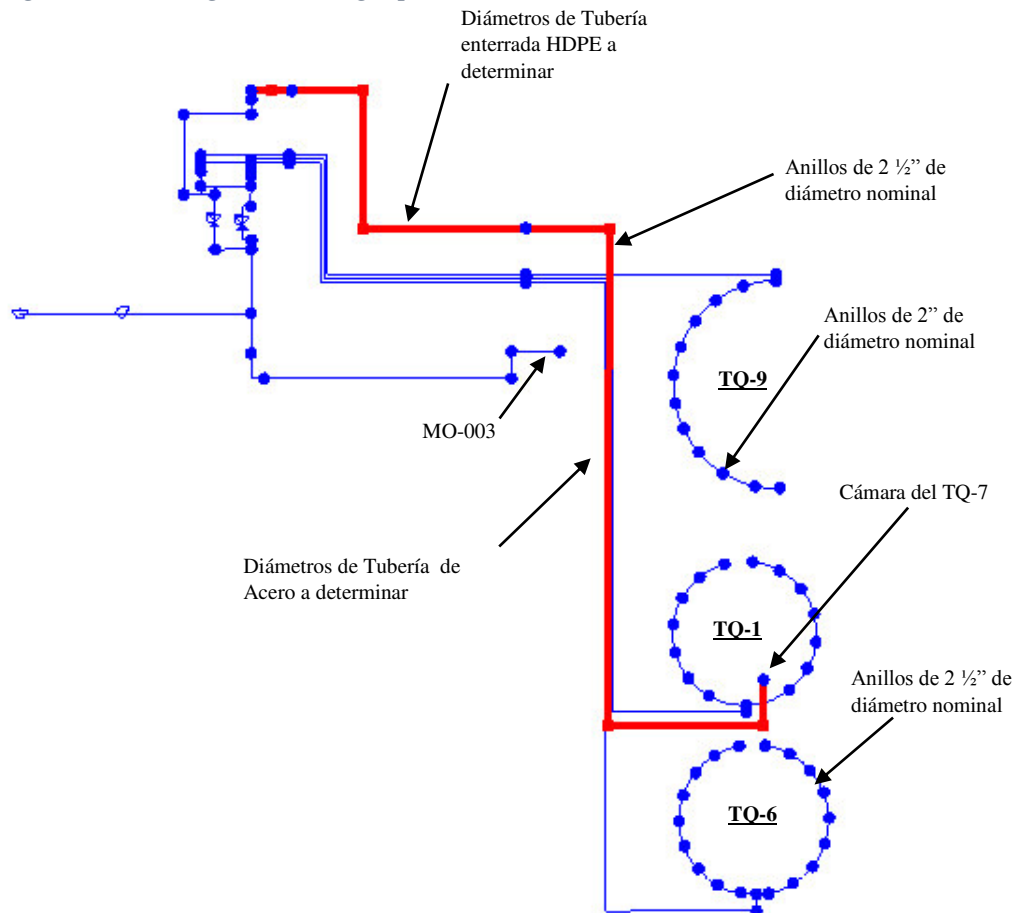 Diámetros de Tubería
enterrada HDPE a
determinar
Anillos de 2 ½” de
diámetro nominal
Anillos de 2” de
diámetro nominal
TQ-9
MO-003
Cámara del TQ-7
Diámetros de Tubería de
Acero a determinar
TQ-1
Anillos de 2 ½” de
diámetro nominal
TQ-6